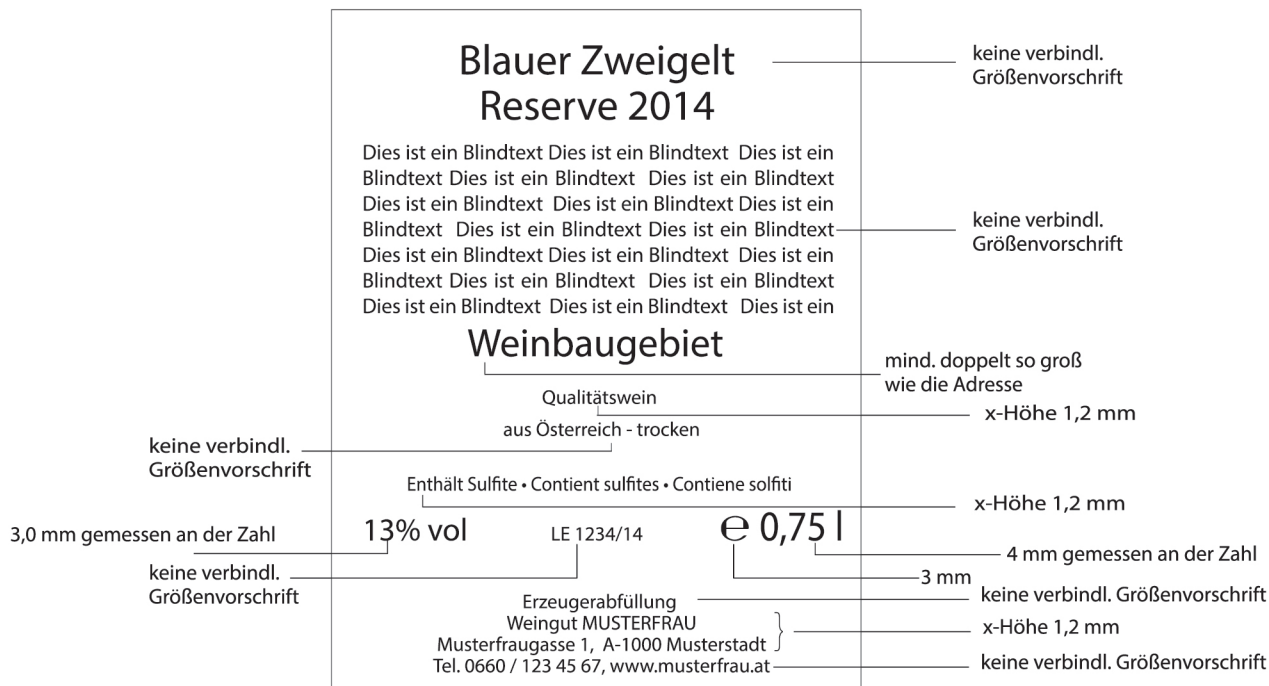 Blauer Zweigelt
Reserve 2014
keine verbindl.
Größenvorschrift
Dies ist ein Blindtext Dies ist ein Blindtext Dies ist ein
Blindtext Dies ist ein Blindtext Dies ist ein Blindtext
Dies ist ein Blindtext Dies ist ein Blindtext Dies ist ein
Blindtext Dies ist ein Blindtext Dies ist ein Blindtext
Dies ist ein Blindtext Dies ist ein Blindtext Dies ist ein
Blindtext Dies ist ein Blindtext Dies ist ein Blindtext
Dies ist ein Blindtext Dies ist ein Blindtext Dies ist ein
keine verbindl.
Größenvorschrift
Weinbaugebiet
mind. doppelt so groß
wie die Adresse
Qualitätswein
x-Höhe 1,2 mm
aus Österreich - trocken
keine verbindl.
Größenvorschrift
Enthält Sulfite • Contient sulfites • Contiene solfiti
x-Höhe 1,2 mm
3,0 mm gemessen an der Zahl
13% vol
LE 1234/14
℮ 0,75 l
4 mm gemessen an der Zahl
keine verbindl.
Größenvorschrift
3 mm
Erzeugerabfüllung
keine verbindl. Größenvorschrift
Weingut MUSTERFRAU
Musterfraugasse 1, A-1000 Musterstadt
x-Höhe 1,2 mm
Tel. 0660 / 123 45 67, www.musterfrau.at
keine verbindl. Größenvorschrift